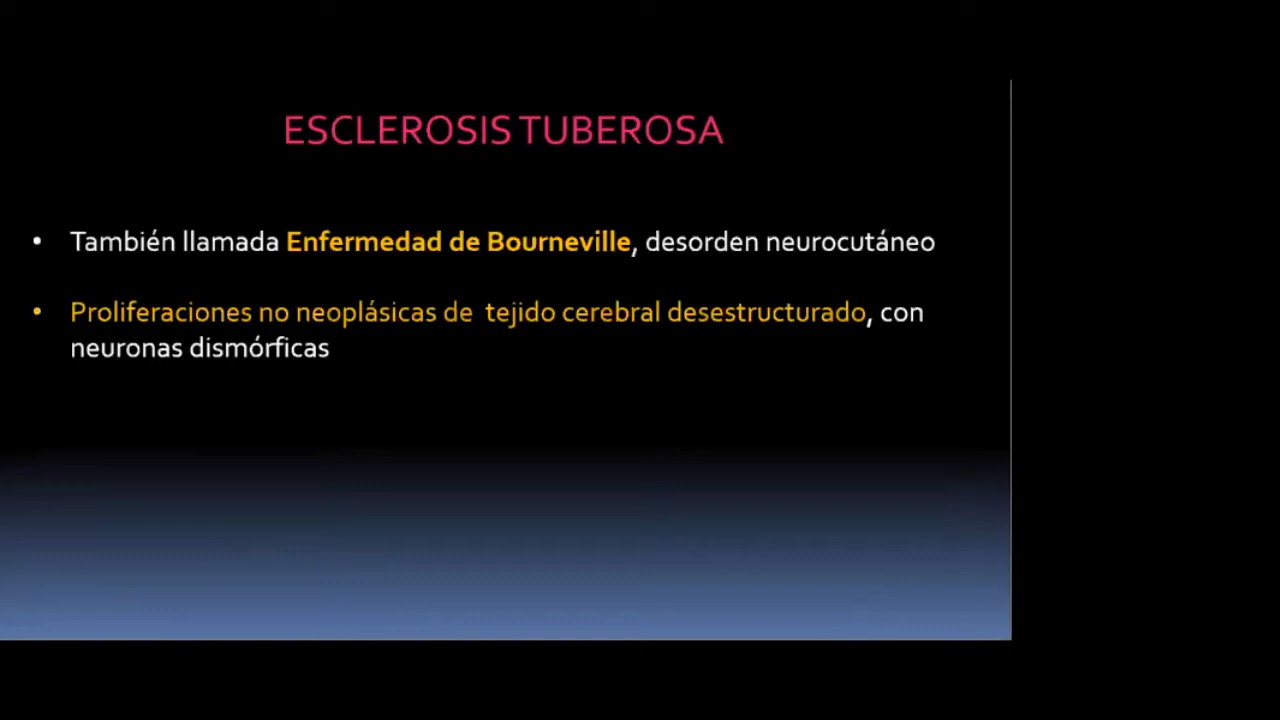 ESCLEROSIS TUBEROSA
• También llamada Enfermedad de Bourneville, desorden neurocutáneo
• Proliferaciones no neoplásicas de tejido cerebral desestructurado, con
neuronas dismórficas